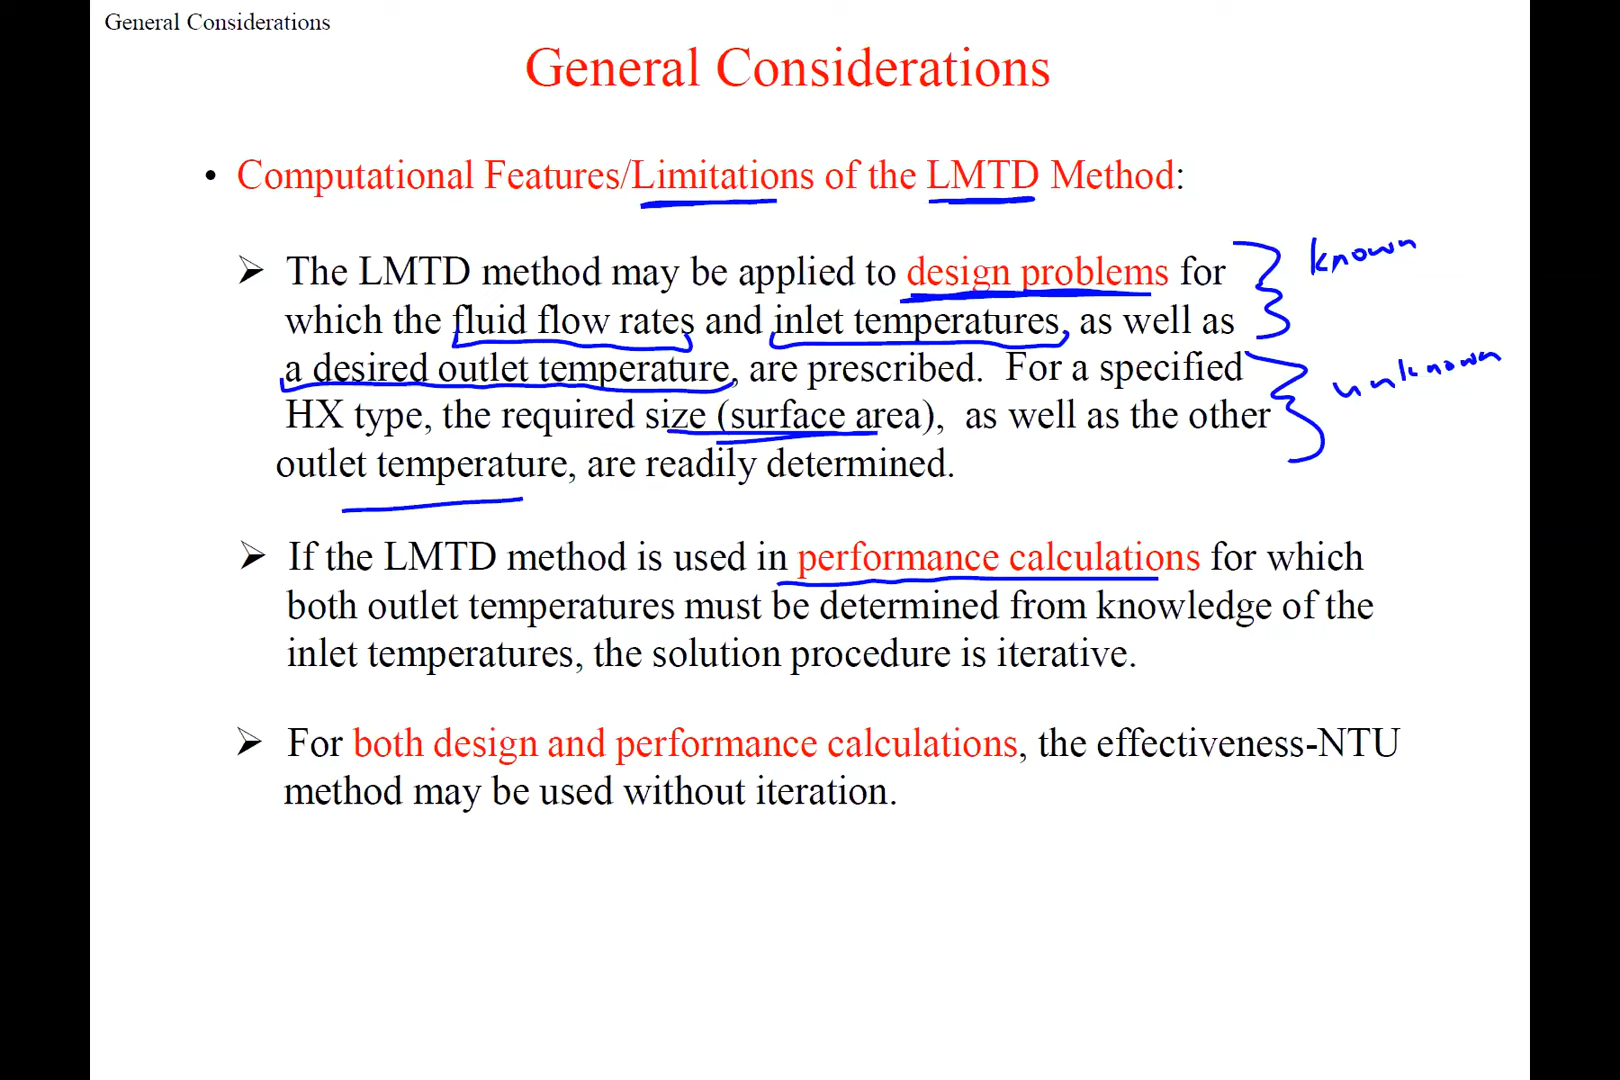 General Considerations
General Considerations
• Computational Features/Limitations of the LMTD Method:
➢ The LMTD method may be applied to design problems for
known
which the fluid flow rates and inlet temperatures, as well as
a desired outlet temperature, are prescribed. For a specified
unknown
HX type, the required size (surface area), as well as the other
outlet temperature, are readily determined.
➢ If the LMTD method is used in performance calculations for which
both outlet temperatures must be determined from knowledge of the
inlet temperatures, the solution procedure is iterative.
➢ For both design and performance calculations, the effectiveness-NTU
method may be used without iteration.